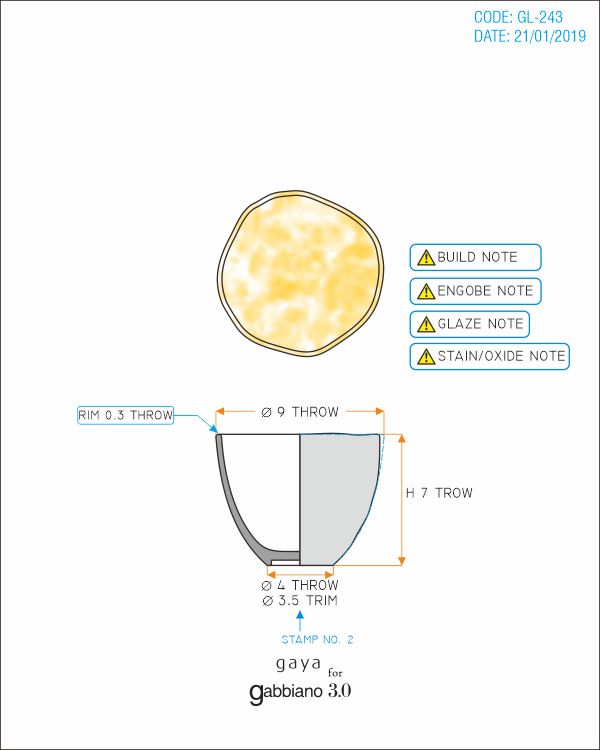 CODE: GL-243
DATE: 21/01/2019
BUILD NOTE
ENGOBE NOTE
GLAZE NOTE
STAIN/OXIDE NOTE
RIM 0.3 THROW
Ø 9 THROW
H 7 TROW
Ø 4 THROW
Ø 3.5 TRIM
STAMP NO. 2
gaya
for
gabbiano 3.0